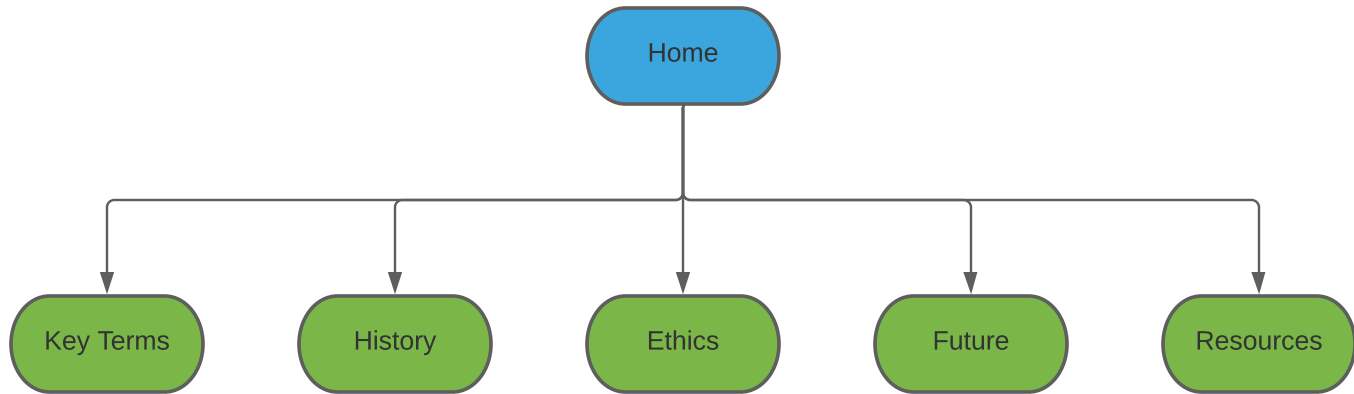 Home
Key Terms
History
Ethics
Future
Resources